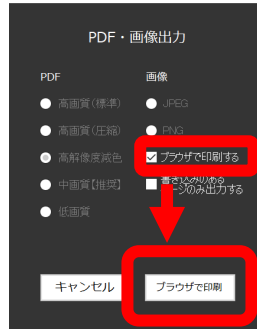 PDF・画像出力
PDF
画像
高画質(標準)
JPEG
高画質(圧縮)
PNG
高解像度減色
ブラウザで印刷する
中画質【推奨】
書き込みのある
ページのみ出力する
低画質
キャンセル
ブラウザで印刷